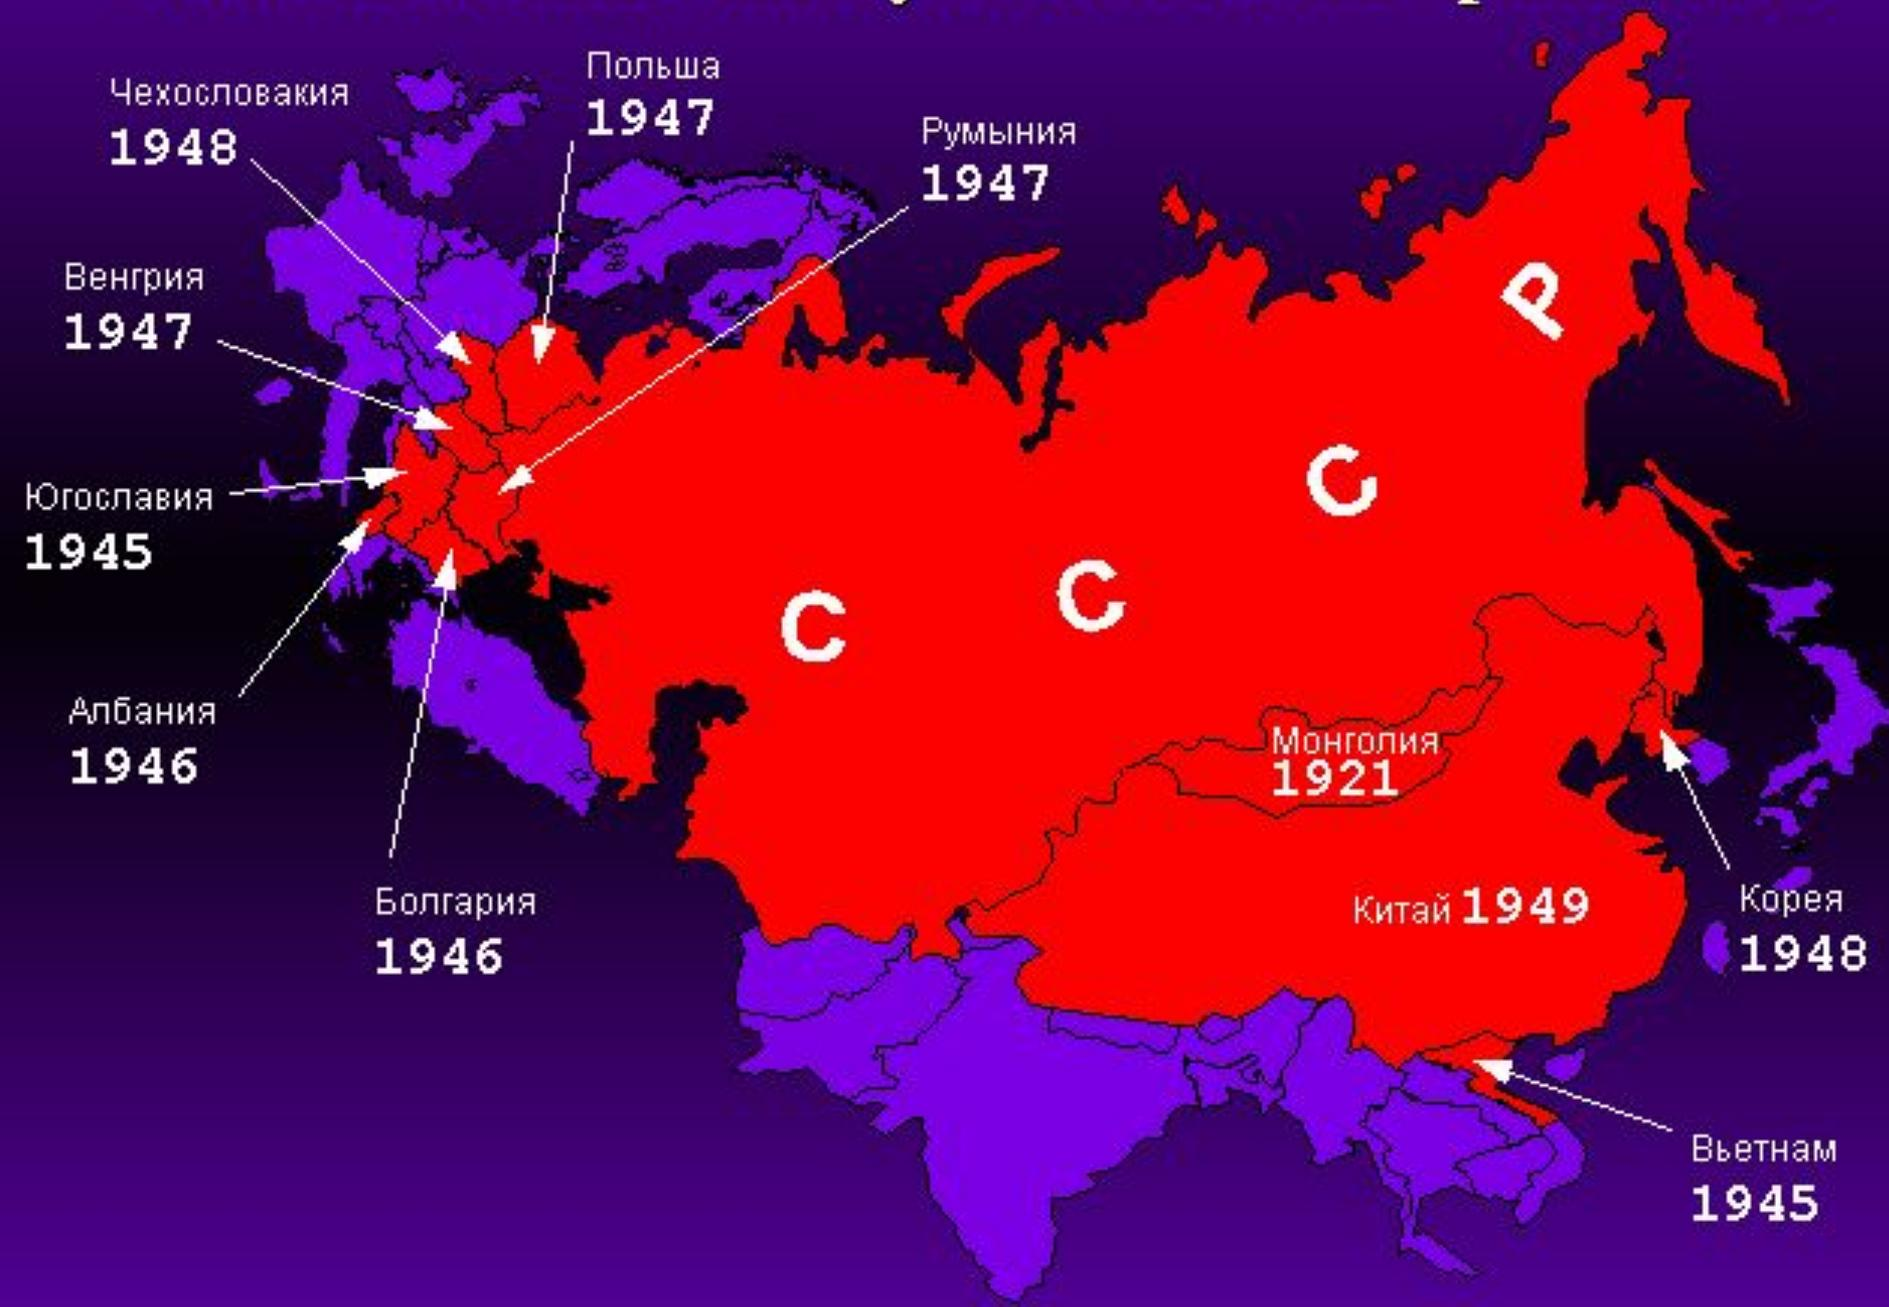 Чехословакия
1948
Польша
1947
Румыния
1947
Венгрия
1947
Югославия
1945
Албания
1946
Болгария
1946
С С С Р
Монголия
1921
Китай 1949
Корея
1948
Вьетнам
1945